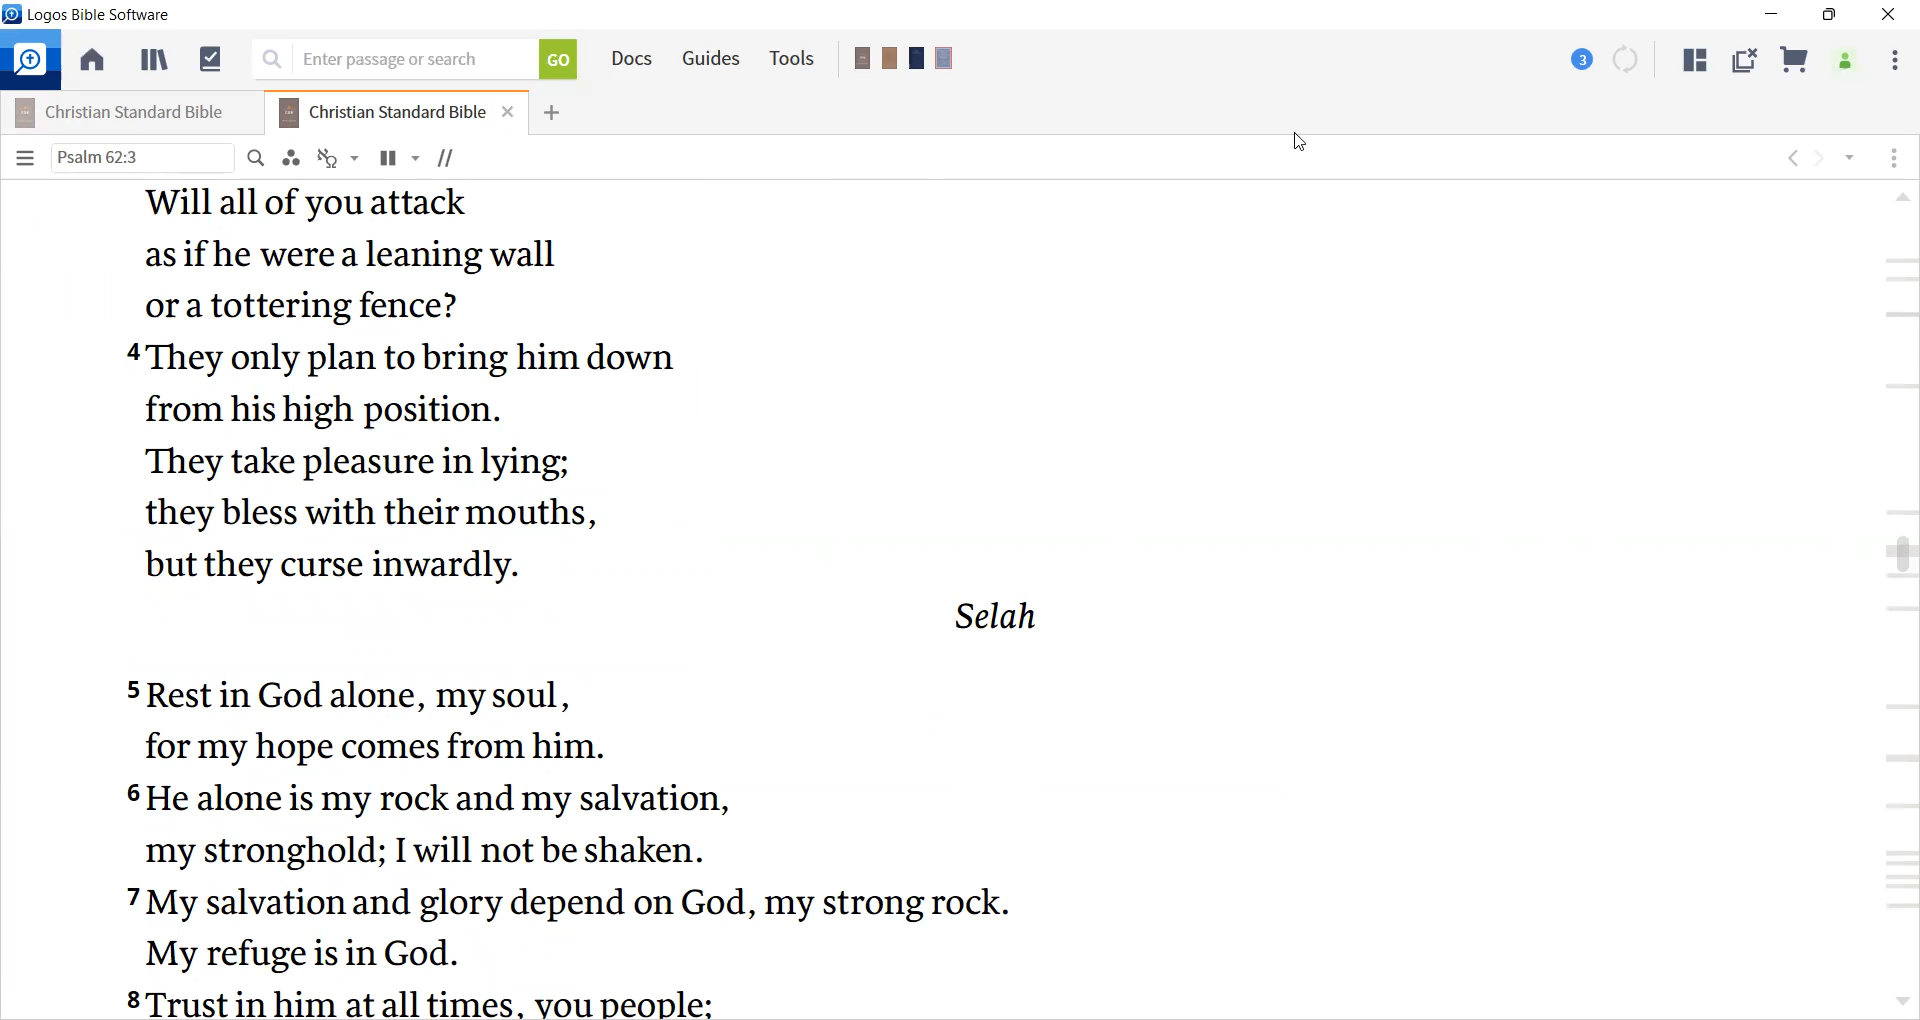 Logos Bible Software
Enter passage or search
GO
Docs
Guides
Tools
3
Christian Standard Bible
Christian Standard Bible
Psalm 62:3
Will all of you attack
as if he were a leaning wall
or a tottering fence?
4 They only plan to bring him down
from his high position.
They take pleasure in lying;
they bless with their mouths,
but they curse inwardly.
Selah
5 Rest in God alone, my soul,
for my hope comes from him.
6 He alone is my rock and my salvation,
my stronghold; I will not be shaken.
7 My salvation and glory depend on God, my strong rock.
My refuge is in God.
8 Trust in him at all times, you people;